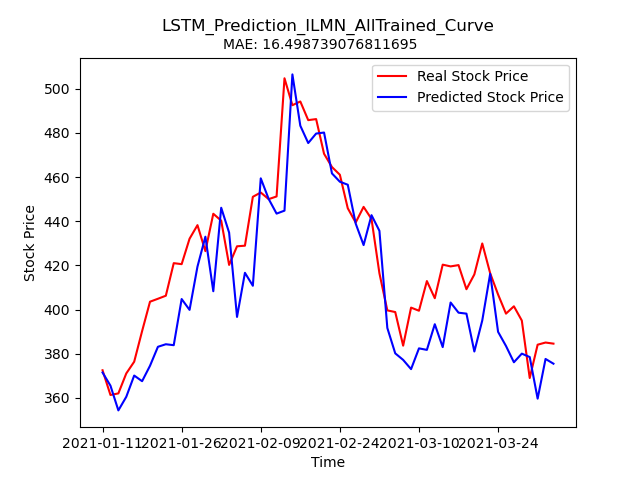 LSTM_Prediction_ILMN_AllTrained_Curve
MAE: 16.498739076811695
Real Stock Price
Predicted Stock Price
Stock Price
500
480
460
440
420
400
380
360
2021-01-11 2021-01-26 2021-02-09 2021-02-24 2021-03-10 2021-03-24
Time